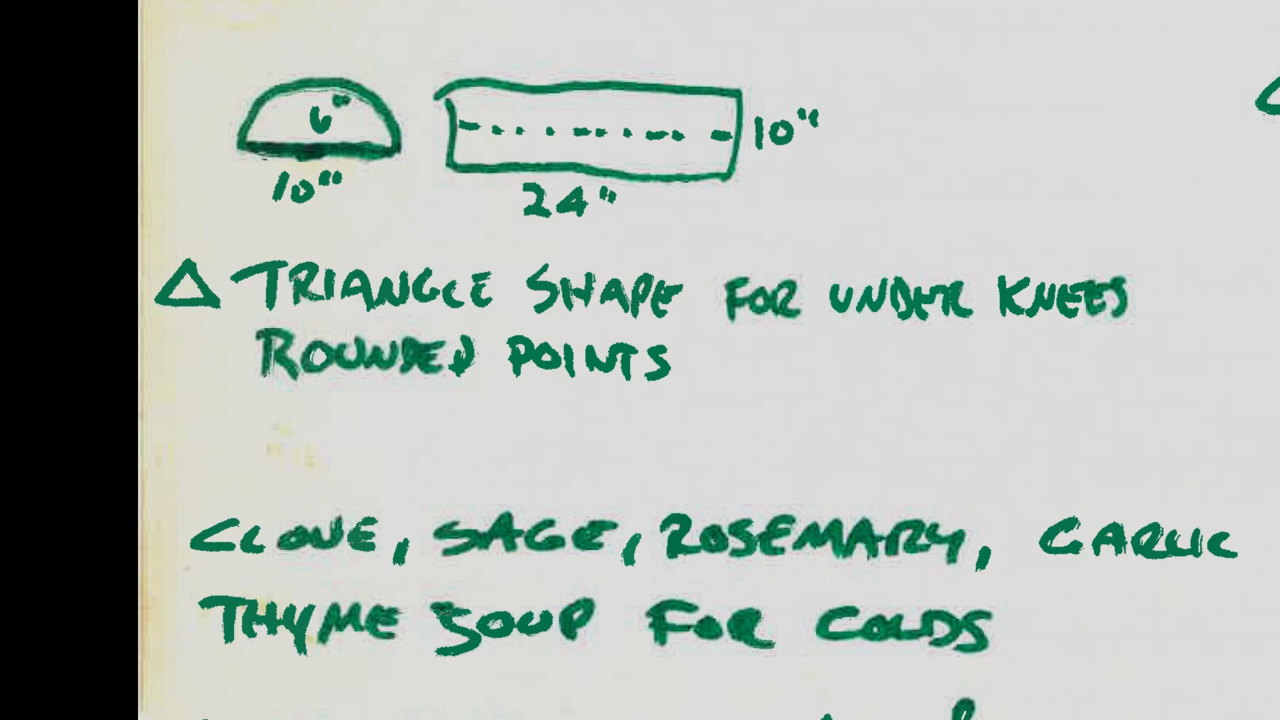 6"
10"
10"
24"
△ TRIANGLE SHAPE FOR UNDER KNEES
ROUNDED POINTS
CLOVE, SAGE, ROSEMARY, GARLIC
THYME SOUP FOR COLDS